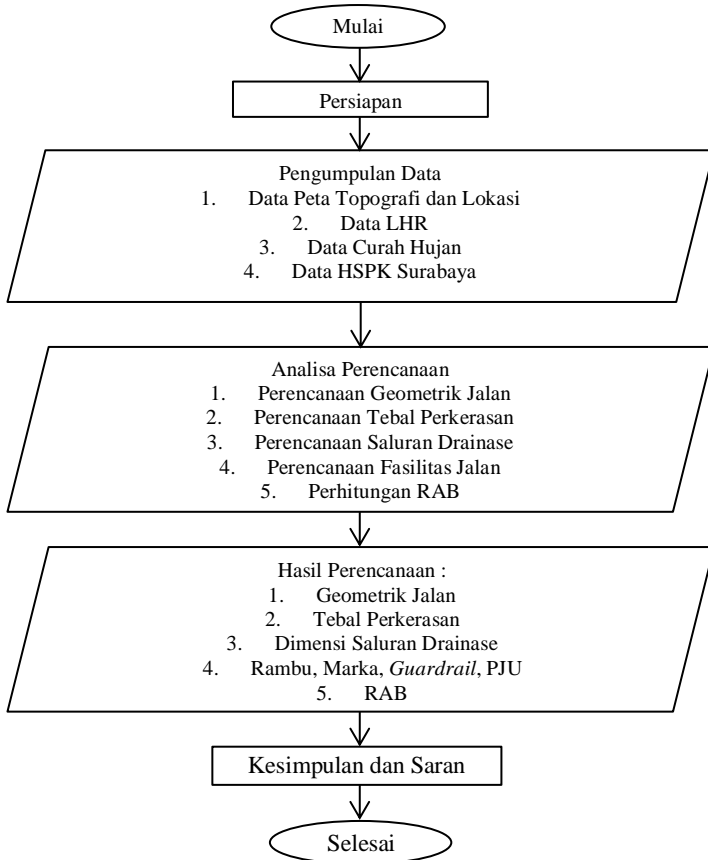 Mulai
Persiapan
Pengumpulan Data
1. Data Peta Topografi dan Lokasi
2. Data LHR
3. Data Curah Hujan
4. Data HSPK Surabaya
Analisa Perencanaan
1. Perencanaan Geometrik Jalan
2. Perencanaan Tebal Perkerasan
3. Perencanaan Saluran Drainase
4. Perencanaan Fasilitas Jalan
5. Perhitungan RAB
Hasil Perencanaan :
1. Geometrik Jalan
2. Tebal Perkerasan
3. Dimensi Saluran Drainase
4. Rambu, Marka, Guardrail, PJU
5. RAB
Kesimpulan dan Saran
Selesai